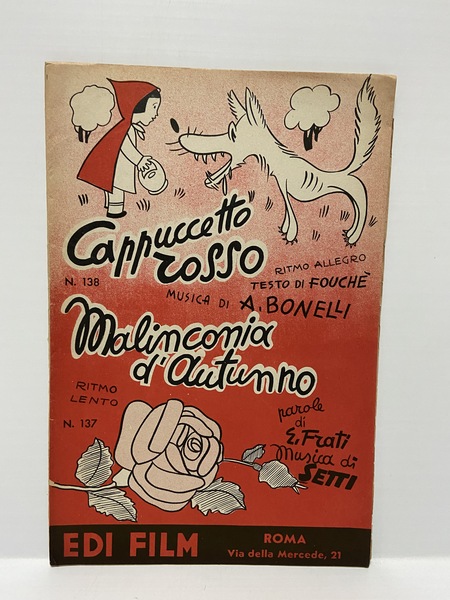 Cappuccetto
rosso
N. 138
RITMO ALLEGRO
TESTO DI FOUCHÈ
MUSICA DI A. BONELLI
Malinconia
d'Autunno
RITMO
LENTO
N. 137
parole
di
E. Frati
Musica di
SETTI
EDI FILM
ROMA
Via della Mercede, 21